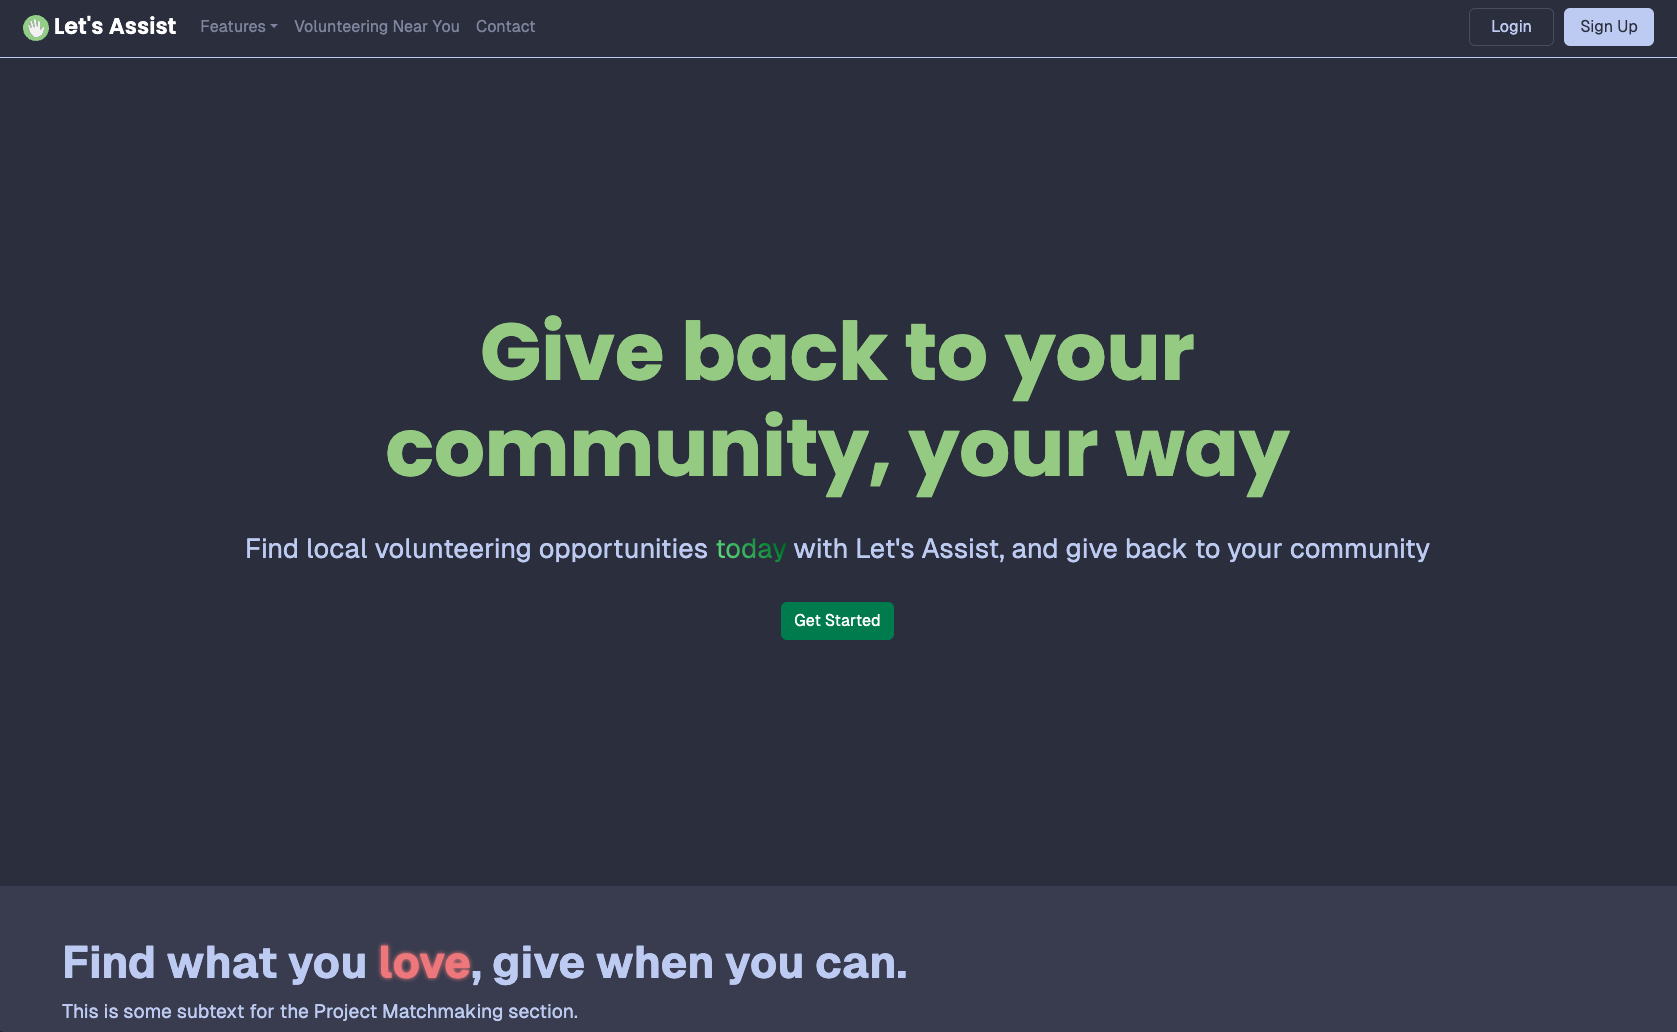 Let's Assist Features Volunteering Near You Contact Login Sign Up
Give back to your
community, your way
Find local volunteering opportunities today with Let's Assist, and give back to your community
Get Started
Find what you love, give when you can.
This is some subtext for the Project Matchmaking section.